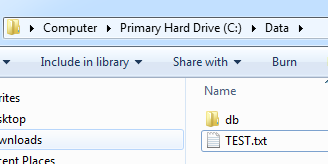 Computer Primary Hard Drive (C:) Data
Include in library Share with Burn
rites
sktop
wnloads
cent Places
Name
db
TEST.txt